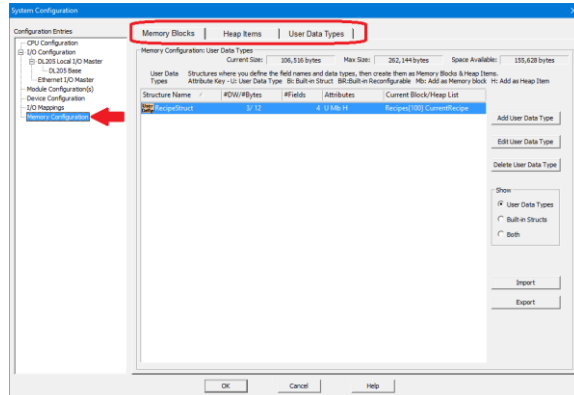 System Configuration
Configuration Entries
CPU Configuration
I/O Configuration
DL205 Local I/O Master
DL205 Base
Ethernet I/O Master
Module Configuration(s)
Device Configuration
I/O Mappings
Memory Configuration
Memory Blocks Heap Items User Data Types
Memory Configuration: User Data Types
Current Size: 106,516 bytes Max Size: 262,144 bytes Space Available: 155,628 bytes
User Data Types Structures where you define the field names and data types, then create them as Memory Blocks & Heap Items.
Attribute Key - U: User Data Type Bi: Built-in Struct BR:Built-in Reconfigurable Mb: Add as Memory block H: Add as Heap Item
Structure Name #DW/#Bytes #Fields Attributes Current Block/Heap List
RecipeStruct 3/ 12 4 U Mb H Recipes[100] CurrentRecipe
Add User Data Type
Edit User Data Type
Delete User Data Type
Show
User Data Types
Built-in Structs
Both
Import
Export
OK Cancel Help